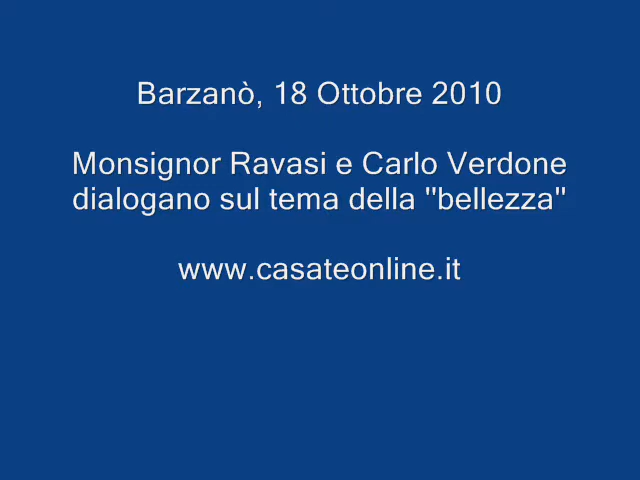 Barzanò, 18 Ottobre 2010
Monsignor Ravasi e Carlo Verdone
dialogano sul tema della "bellezza"
www.casateonline.it